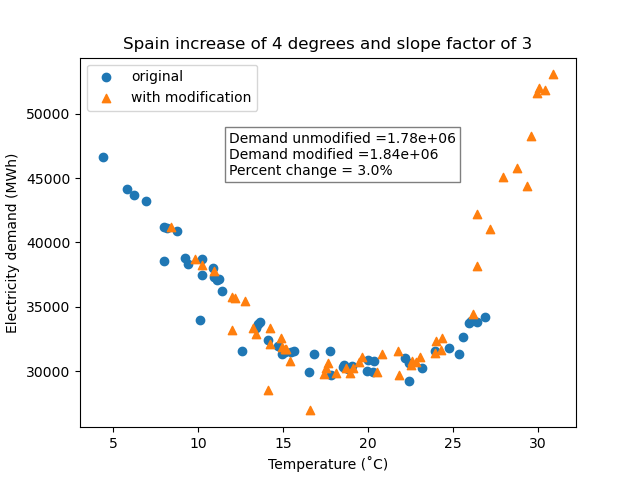 Spain increase of 4 degrees and slope factor of 3
original
with modification
Demand unmodified =1.78e+06
Demand modified =1.84e+06
Percent change = 3.0%
Electricity demand (MWh)
50000
45000
40000
35000
30000
5 10 15 20 25 30
Temperature (˚C)